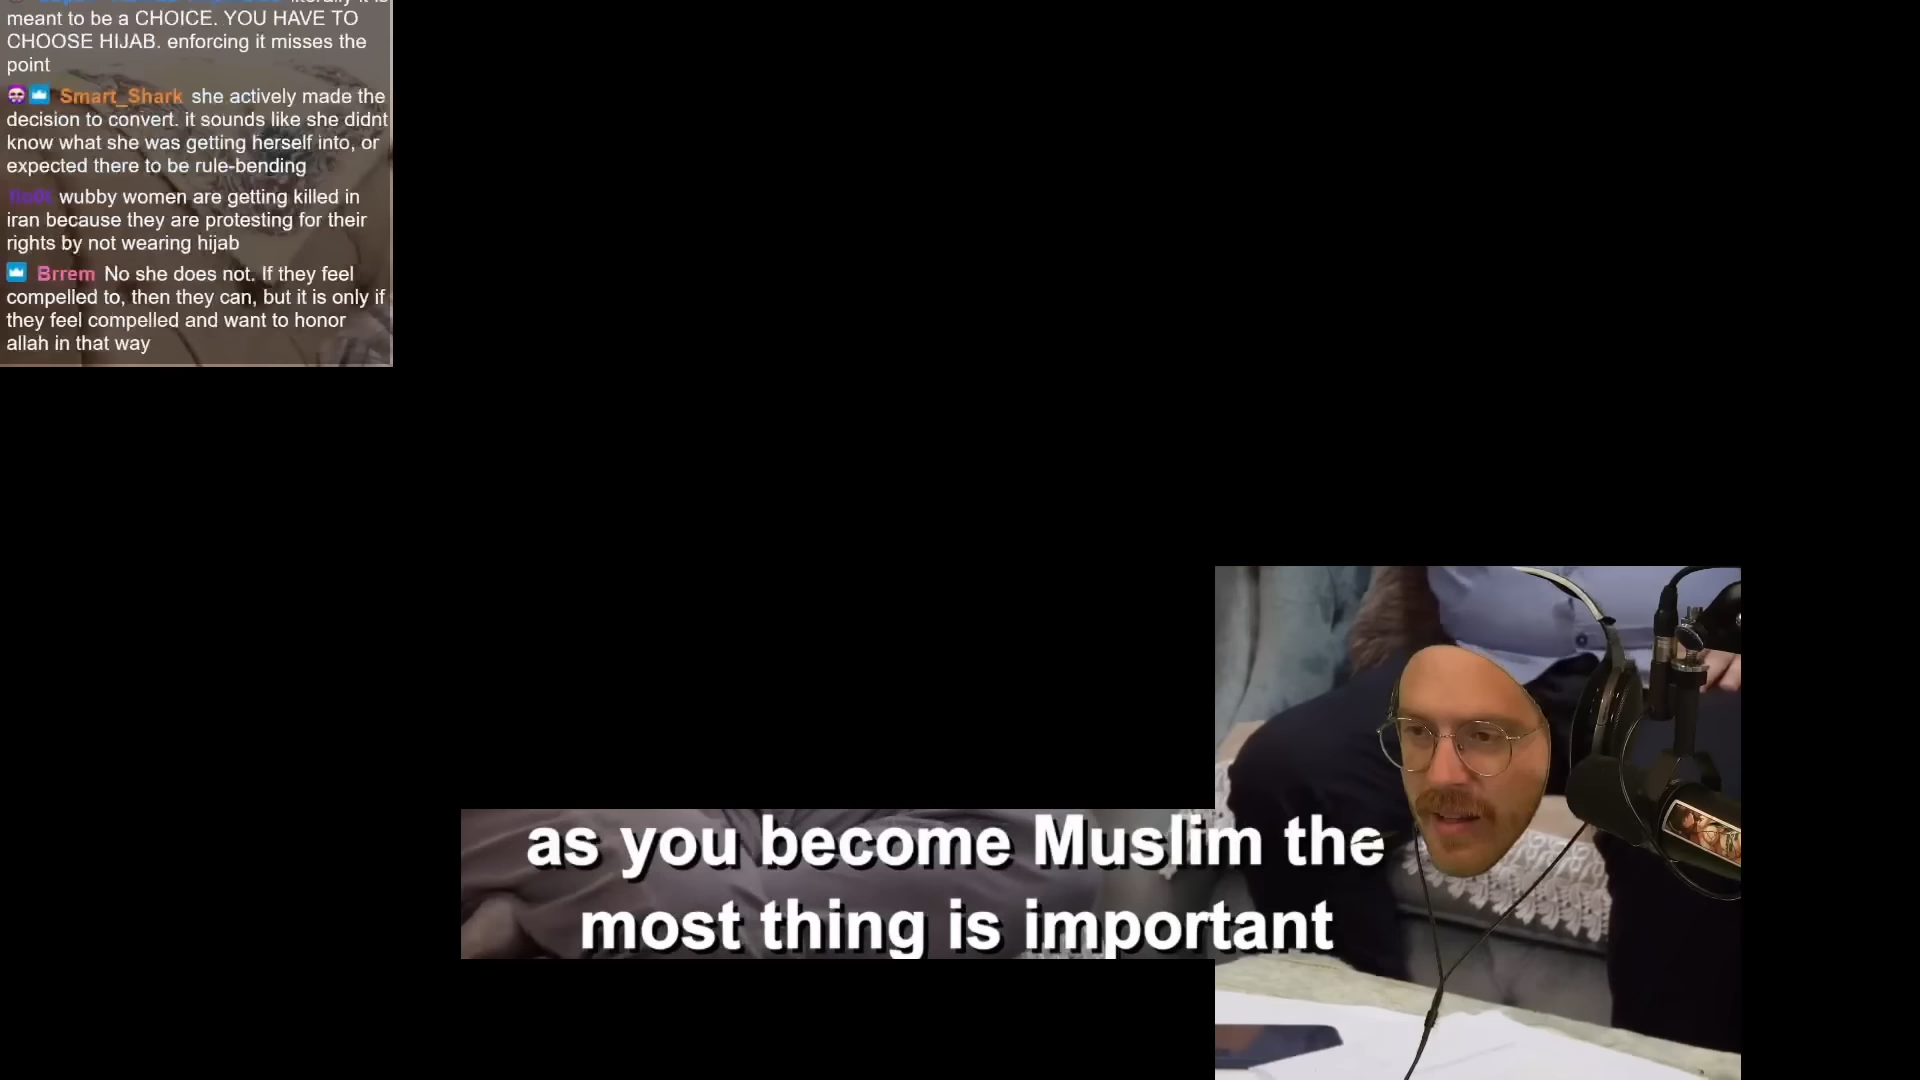 meant to be a CHOICE. YOU HAVE TO
CHOOSE HIJAB. enforcing it misses the
point
Smart_Shark she actively made the
decision to convert. it sounds like she didnt
know what she was getting herself into, or
expected there to be rule-bending
wubby women are getting killed in
iran because they are protesting for their
rights by not wearing hijab
Brrem No she does not. If they feel
compelled to, then they can, but it is only if
they feel compelled and want to honor
allah in that way
as you become Muslim the
most thing is important